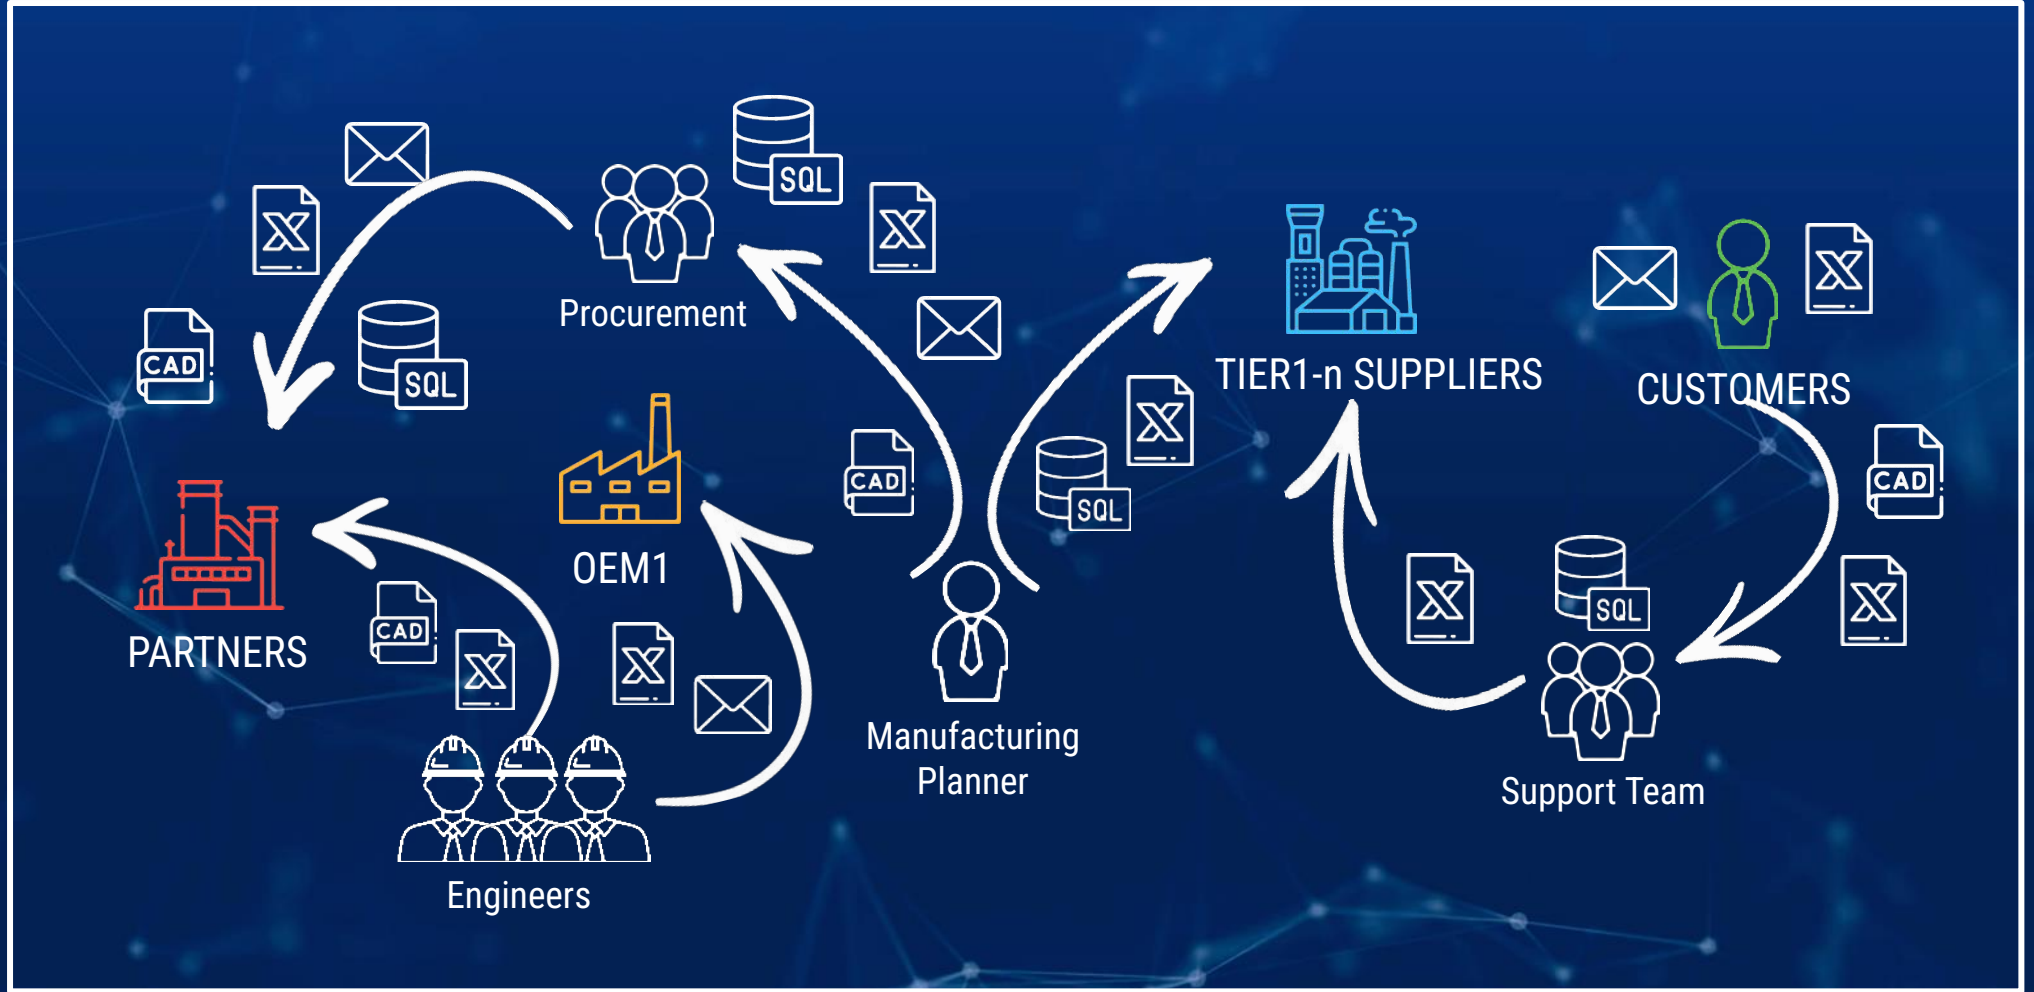 SQL
X
X
Procurement
CAD
SQL
TIER1-n SUPPLIERS
X
CUSTOMERS
X
CAD
SQL
OEM1
CAD
X
X
SQL
X
CAD
X
X
PARTNERS
Manufacturing
Planner
Support Team
Engineers